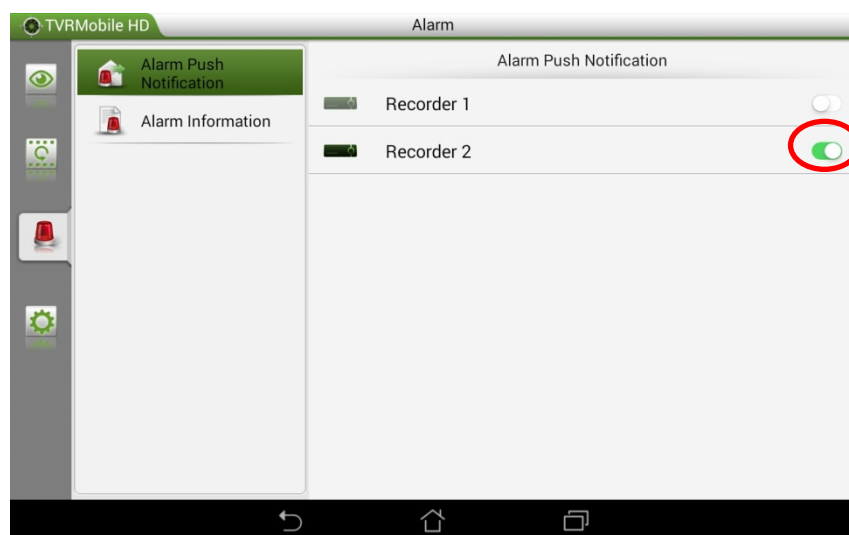 TVRMobile HD
Alarm
Alarm Push
Notification
Alarm Information
Alarm Push Notification
Recorder 1
Recorder 2